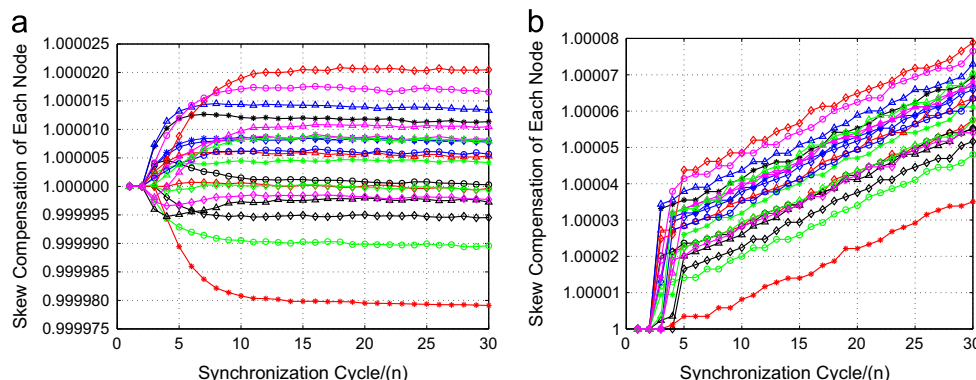 a
Skew Compensation of Each Node
1.000025
1.000020
1.000015
1.000010
1.000005
1.000000
0.999995
0.999990
0.999985
0.999980
0.999975
0 5 10 15 20 25 30
Synchronization Cycle/(n)
b
Skew Compensation of Each Node
1.00008
1.00007
1.00006
1.00005
1.00004
1.00003
1.00002
1.00001
1
0 5 10 15 20 25 30
Synchronization Cycle/(n)